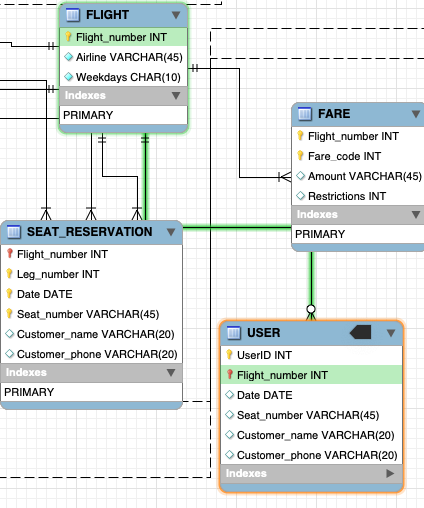 FLIGHT
Flight_number INT
Airline VARCHAR(45)
Weekdays CHAR(10)
Indexes
PRIMARY
FARE
Flight_number INT
Fare_code INT
Amount VARCHAR(45)
Restrictions INT
Indexes
PRIMARY
SEAT_RESERVATION
Flight_number INT
Leg_number INT
Date DATE
Seat_number VARCHAR(45)
Customer_name VARCHAR(20)
Customer_phone VARCHAR(20)
Indexes
PRIMARY
USER
UserID INT
Flight_number INT
Date DATE
Seat_number VARCHAR(45)
Customer_name VARCHAR(20)
Customer_phone VARCHAR(20)
Indexes